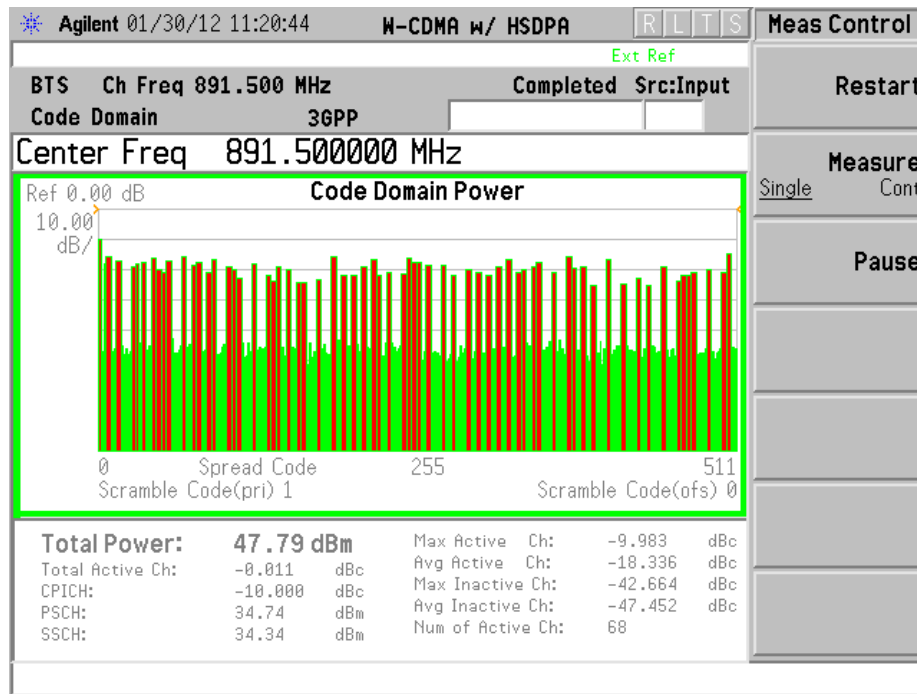 Agilent 01/30/12 11:20:44 W-CDMA w/ HSDPA R L T S Meas Control
Ext Ref
BTS Ch Freq 891.500 MHz Completed Src:Input
Code Domain 3GPP
Restart
Center Freq 891.500000 MHz
Measure
Single Cont
Ref 0.00 dB Code Domain Power
10.00
dB/
Pause
0 Spread Code 255 511
Scramble Code(pri) 1 Scramble Code(ofs) 0
Total Power: 47.79 dBm
Total Active Ch: -0.011 dBc
CPICH: -10.000 dBc
PSCH: 34.74 dBm
SSCH: 34.34 dBm
Max Active Ch: -9.983 dBc
Avg Active Ch: -18.336 dBc
Max Inactive Ch: -42.664 dBc
Avg Inactive Ch: -47.452 dBc
Num of Active Ch: 68